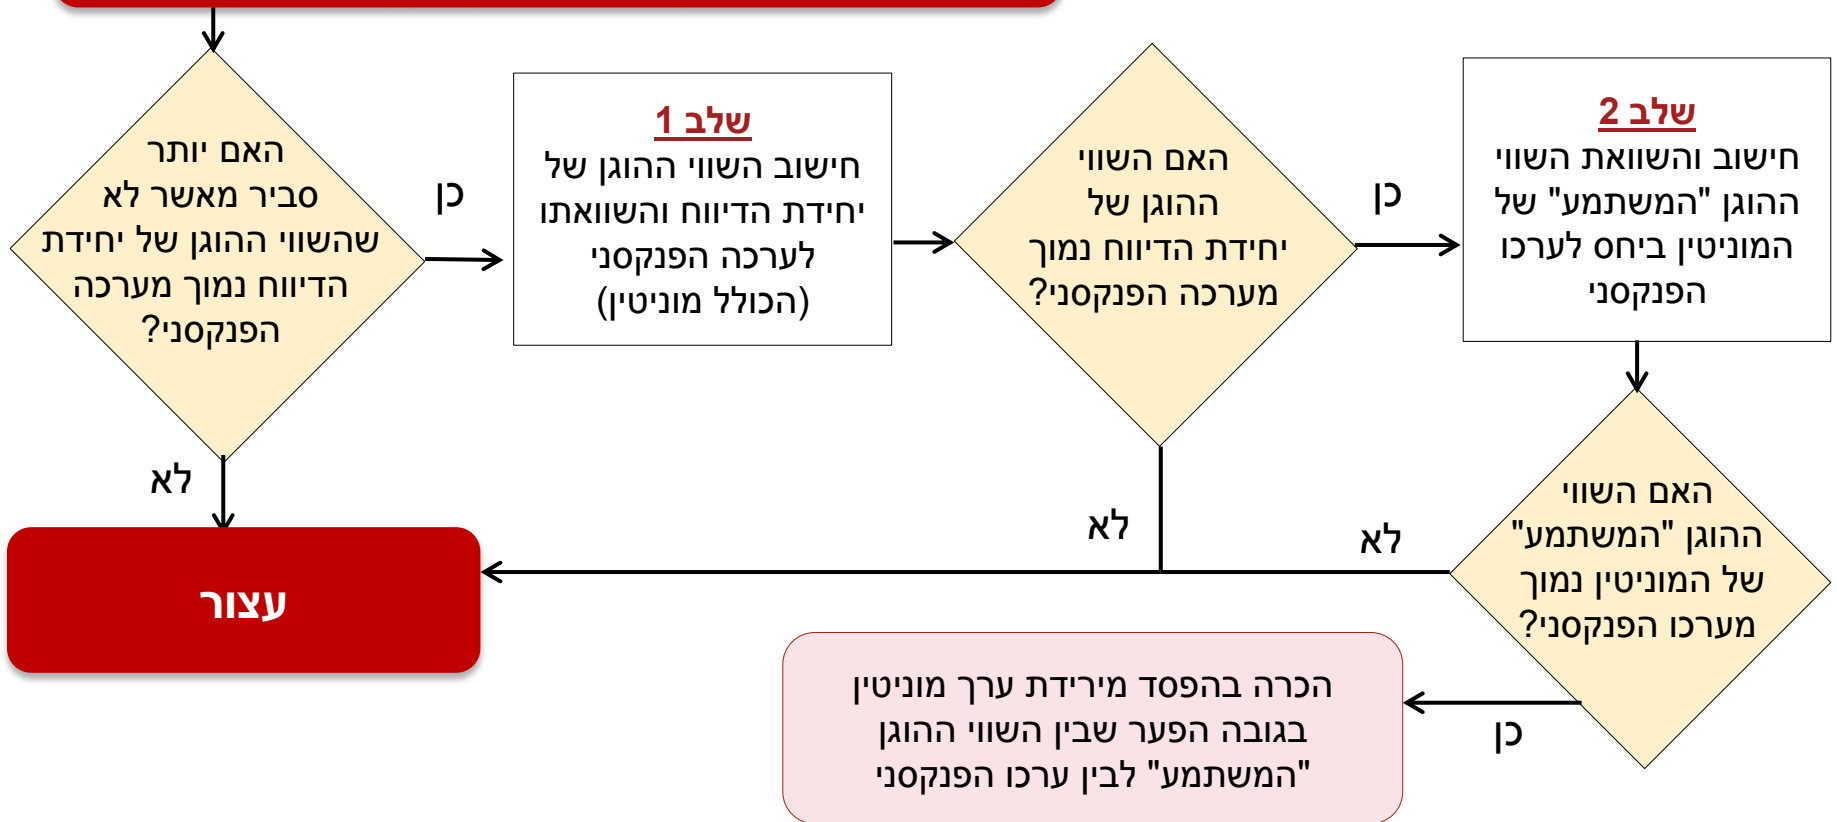 האם יותר
סביר מאשר לא
שהשווי ההוגן של יחידת
הדיווח נמוך מערכה
הפנקסני?
כן
שלב 1
חישוב השווי ההוגן של
יחידת הדיווח והשוואתו
לערכה הפנקסני
(הכולל מוניטין)
האם השווי
ההוגן של
יחידת הדיווח נמוך
מערכה הפנקסני?
כן
שלב 2
חישוב והשוואת השווי
ההוגן "המשתמע" של
המוניטין ביחס לערכו
הפנקסני
לא
לא
לא
האם השווי
ההוגן "המשתמע"
של המוניטין נמוך
מערכו הפנקסני?
עצור
כן
הכרה בהפסד מירידת ערך מוניטין
בגובה הפער שבין השווי ההוגן
"המשתמע" לבין ערכו הפנקסני